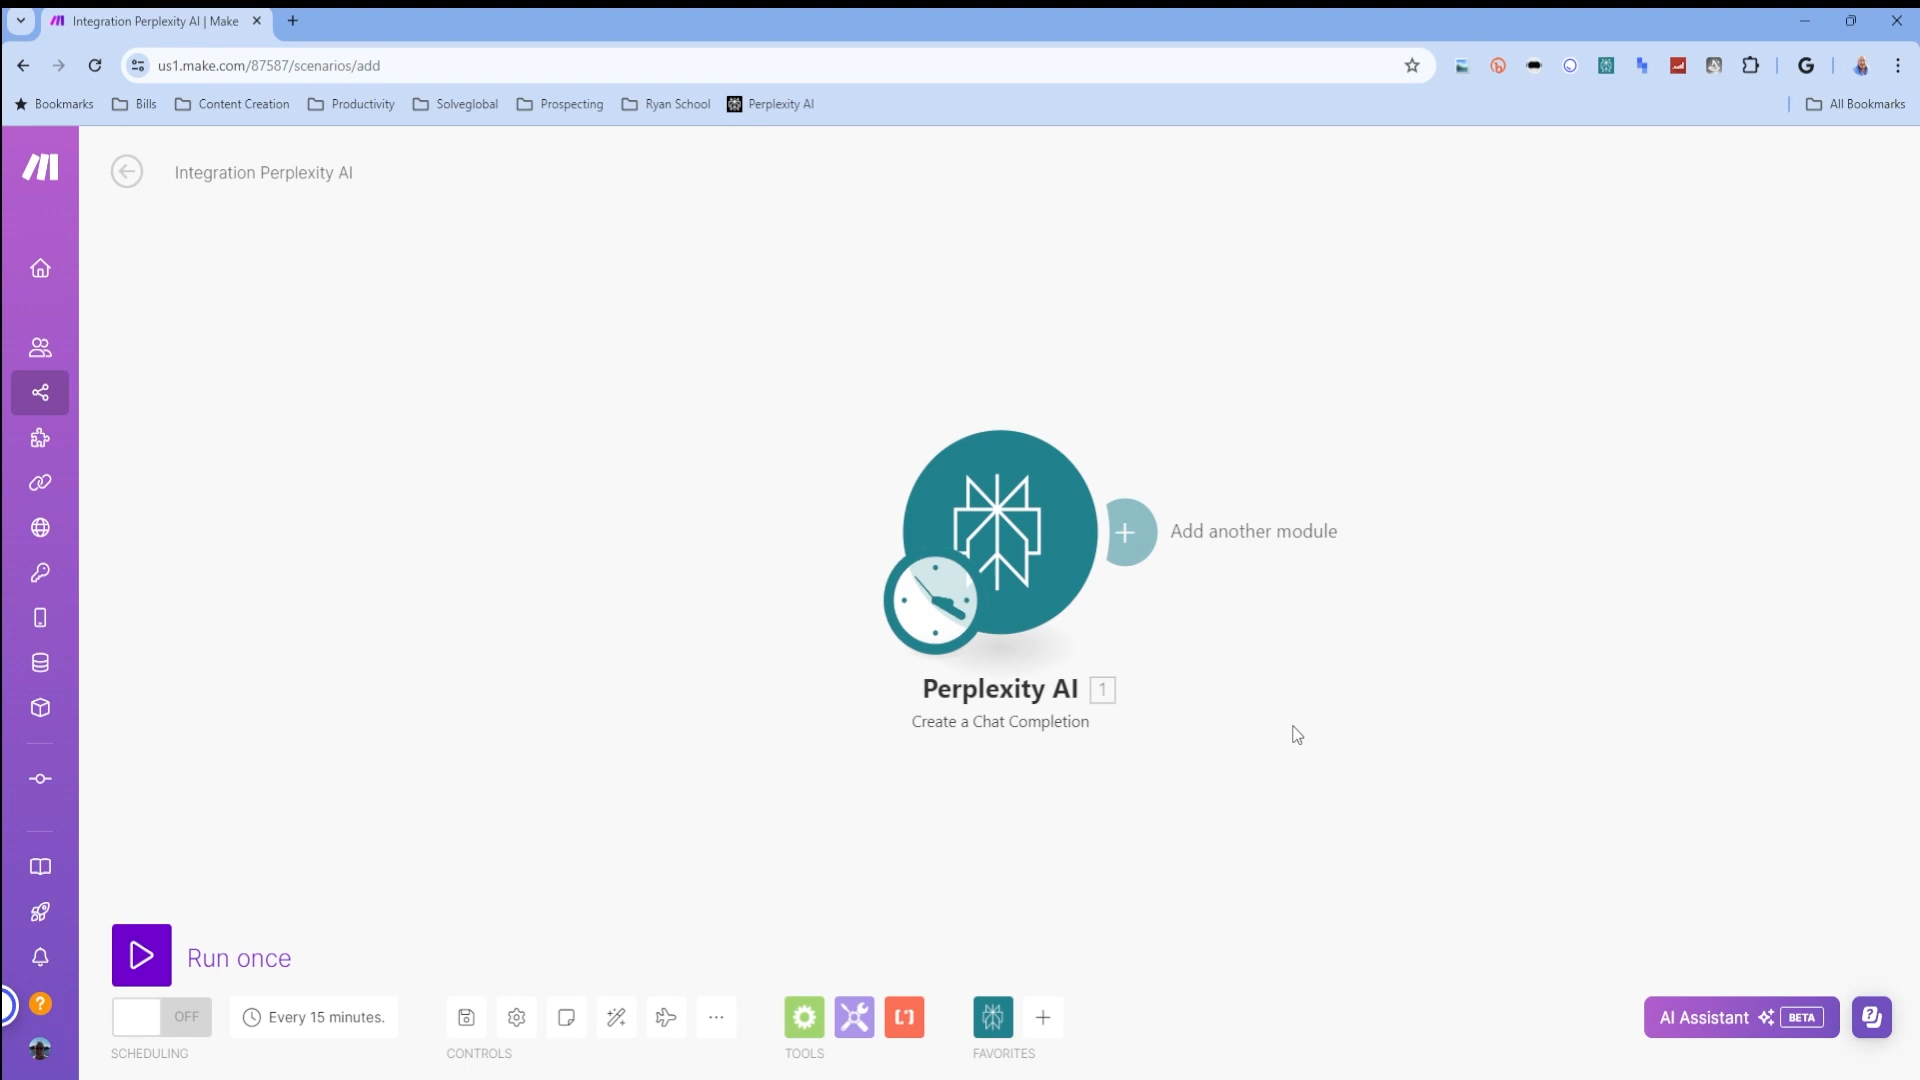 Integration Perplexity AI | Make
us1.make.com/87587/scenarios/add
Bookmarks Bills Content Creation Productivity Solveglobal Prospecting Ryan School Perplexity AI All Bookmarks
Integration Perplexity AI
Add another module
Perplexity AI 1
Create a Chat Completion
Run once
OFF Every 15 minutes. AI Assistant BETA
SCHEDULING CONTROLS TOOLS FAVORITES